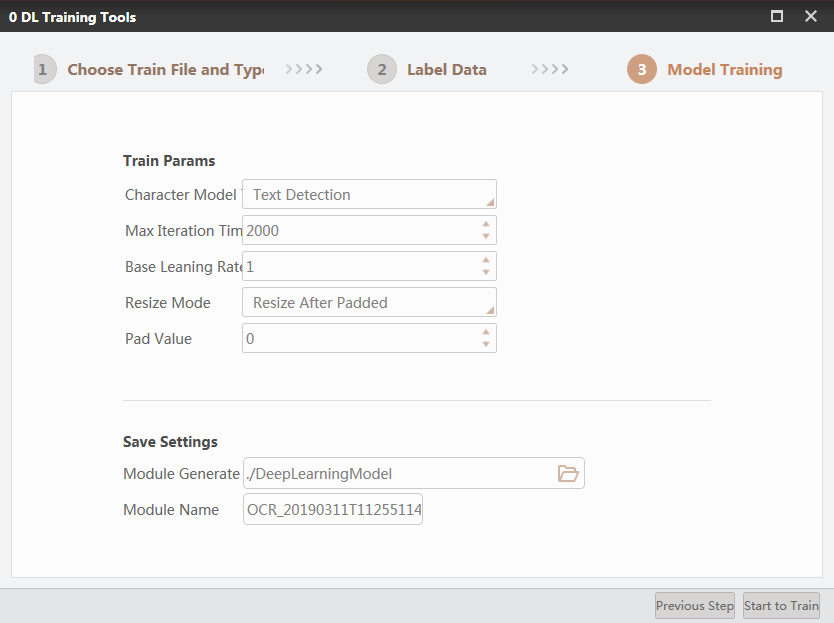 0 DL Training Tools
1 Choose Train File and Type >>>> 2 Label Data >>>> 3 Model Training
Train Params
Character Model Text Detection
Max Iteration Tim 2000
Base Leaning Rate 1
Resize Mode Resize After Padded
Pad Value 0
Save Settings
Module Generate ./DeepLearningModel
Module Name OCR_20190311T11255114
Previous Step Start to Train